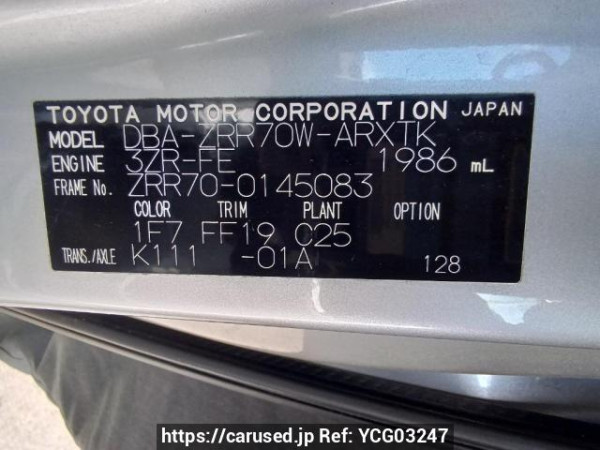 TOYOTA MOTOR CORPORATION JAPAN
MODEL DBA-ZRR70W-ARXTK
ENGINE 3ZR-FE 1986 mL
FRAME No. ZRR70-0145083
COLOR TRIM PLANT OPTION
1F7 FF19 C25
TRANS./AXLE K111 -01A 128
https://carused.jp Ref: YCG03247